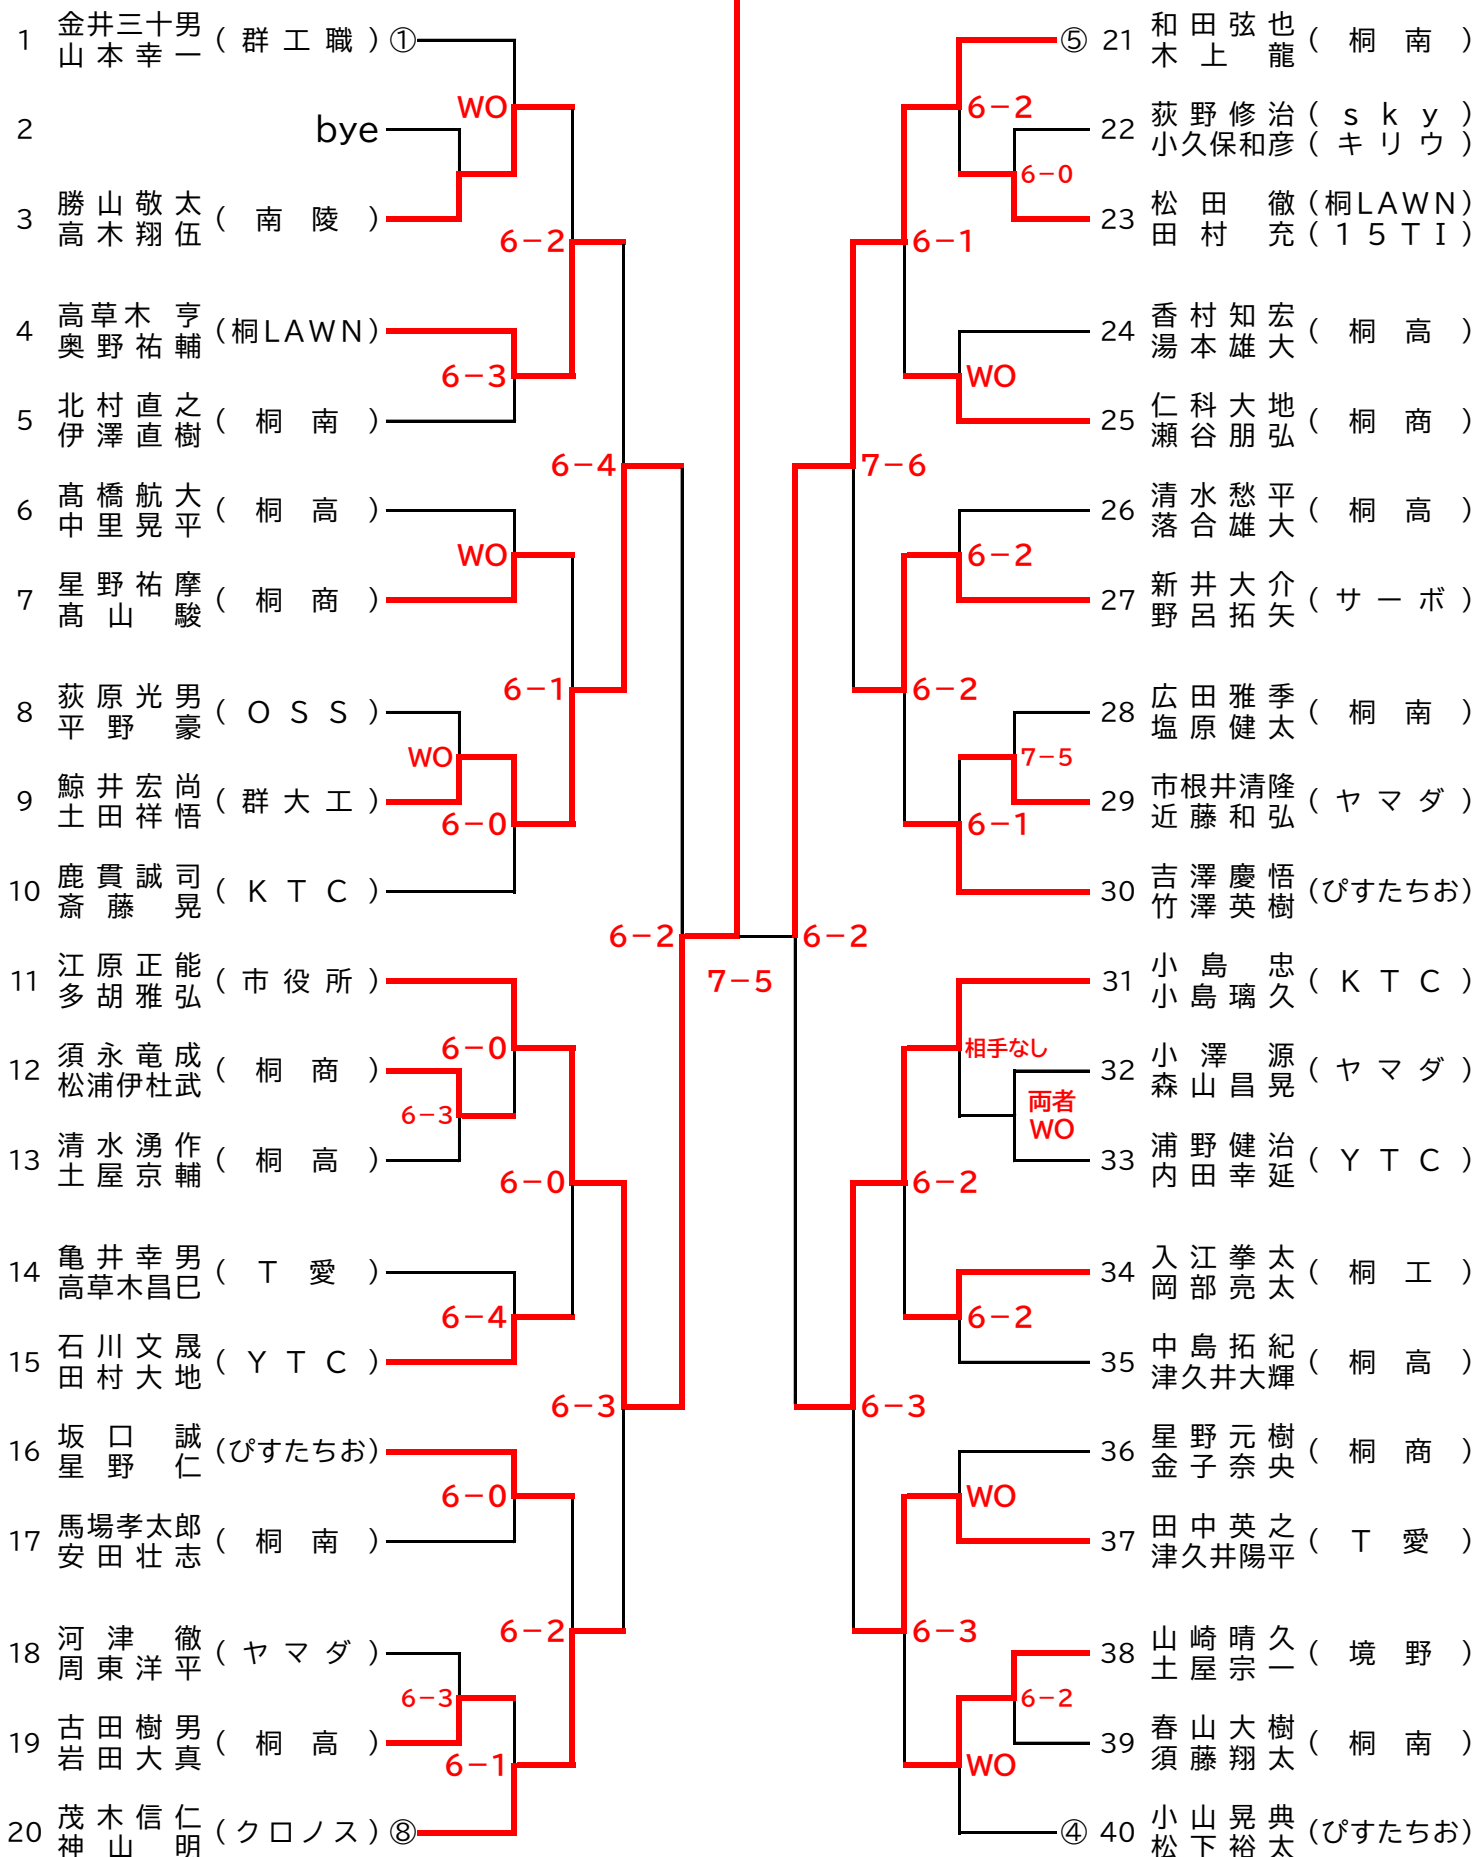 1 金井三十男 山本幸一 (群工職) ①
2 bye
WO
3 勝山敬太 高木翔伍 (南陵)
6-2
4 高草木亨 奥野祐輔 (桐LAWN)
6-3
5 北村直之 伊澤直樹 (桐南)
6-4
6 髙橋航大 中里晃平 (桐高)
WO
7 星野祐摩 髙山駿 (桐商)
6-1
8 荻原光男 平野豪 (OSS)
WO
9 鯨井宏尚 土田祥悟 (群大工)
6-0
10 鹿貫誠司 斎藤晃 (KTC)
6-2
11 江原正能 多胡雅弘 (市役所)
6-0
12 須永竜成 松浦伊杜武 (桐商)
6-3
13 清水湧作 土屋京輔 (桐高)
6-0
14 亀井幸男 高草木昌巳 (T愛)
6-4
15 石川文晟 田村大地 (YTC)
6-3
16 坂口誠 星野仁 (ぴすたちお)
6-0
17 馬場孝太郎 安田壮志 (桐南)
6-2
18 河津徹 周東洋平 (ヤマダ)
6-3
19 古田樹男 岩田大真 (桐高)
6-1
20 茂木信仁 神山明 (クロノス) ⑧
7-5
⑤ 21 和田弦也 木上龍 (桐南)
6-2
22 荻野修治 (sky) 小久保和彦 (キリウ)
6-0
23 松田徹 (桐LAWN) 田村充 (15TI)
6-1
24 香村知宏 湯本雄大 (桐高)
WO
25 仁科大地 瀬谷朋弘 (桐商)
7-6
26 清水愁平 落合雄大 (桐高)
6-2
27 新井大介 野呂拓矢 (サーボ)
6-2
28 広田雅季 塩原健太 (桐南)
7-5
29 市根井清隆 近藤和弘 (ヤマダ)
6-1
30 吉澤慶悟 竹澤英樹 (ぴすたちお)
6-2
31 小島忠 小島璃久 (KTC)
相手なし
32 小澤源 森山昌晃 (ヤマダ)
両者
WO
33 浦野健治 内田幸延 (YTC)
6-2
34 入江拳太 岡部亮太 (桐工)
6-2
35 中島拓紀 津久井大輝 (桐高)
6-3
36 星野元樹 金子奈央 (桐商)
WO
37 田中英之 津久井陽平 (T愛)
6-3
38 山崎晴久 土屋宗一 (境野)
6-2
39 春山大樹 須藤翔太 (桐南)
WO
④ 40 小山晃典 松下裕太 (ぴすたちお)